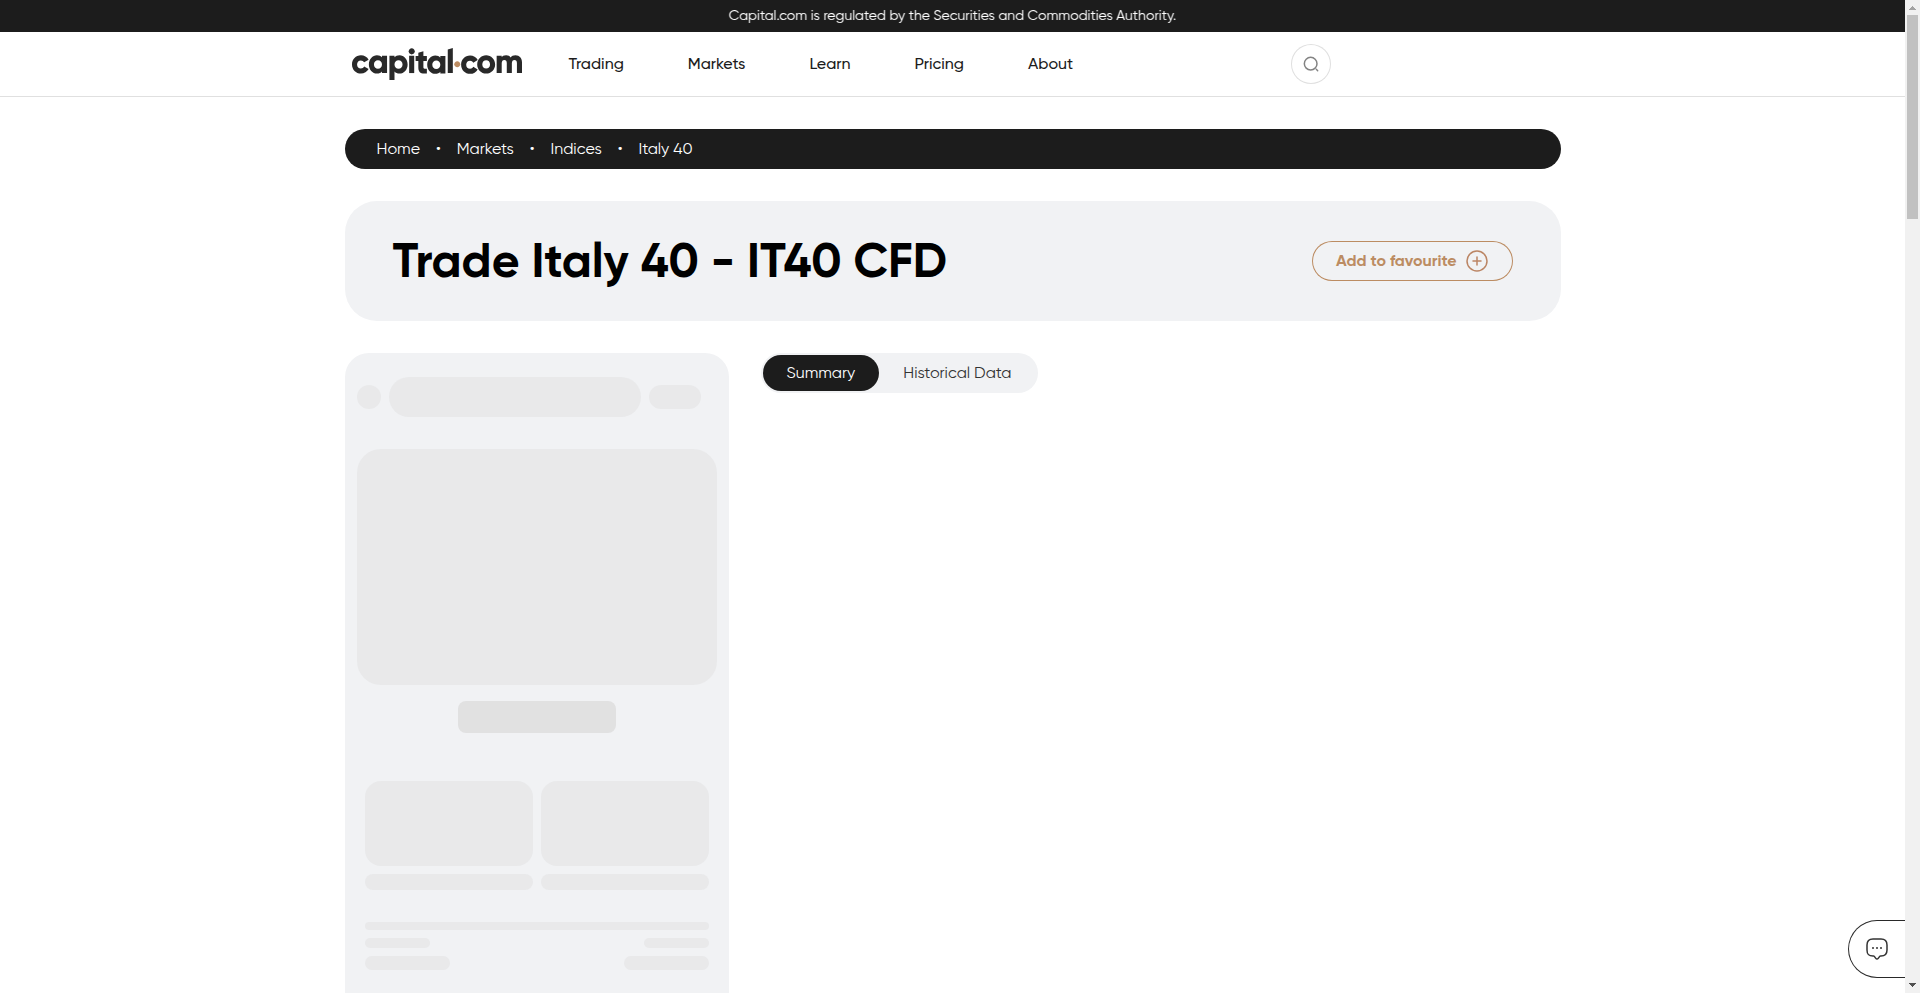 Capital.com is regulated by the Securities and Commodities Authority.
capital.com Trading Markets Learn Pricing About
Home • Markets • Indices • Italy 40
Trade Italy 40 - IT40 CFD
Add to favourite
Summary Historical Data